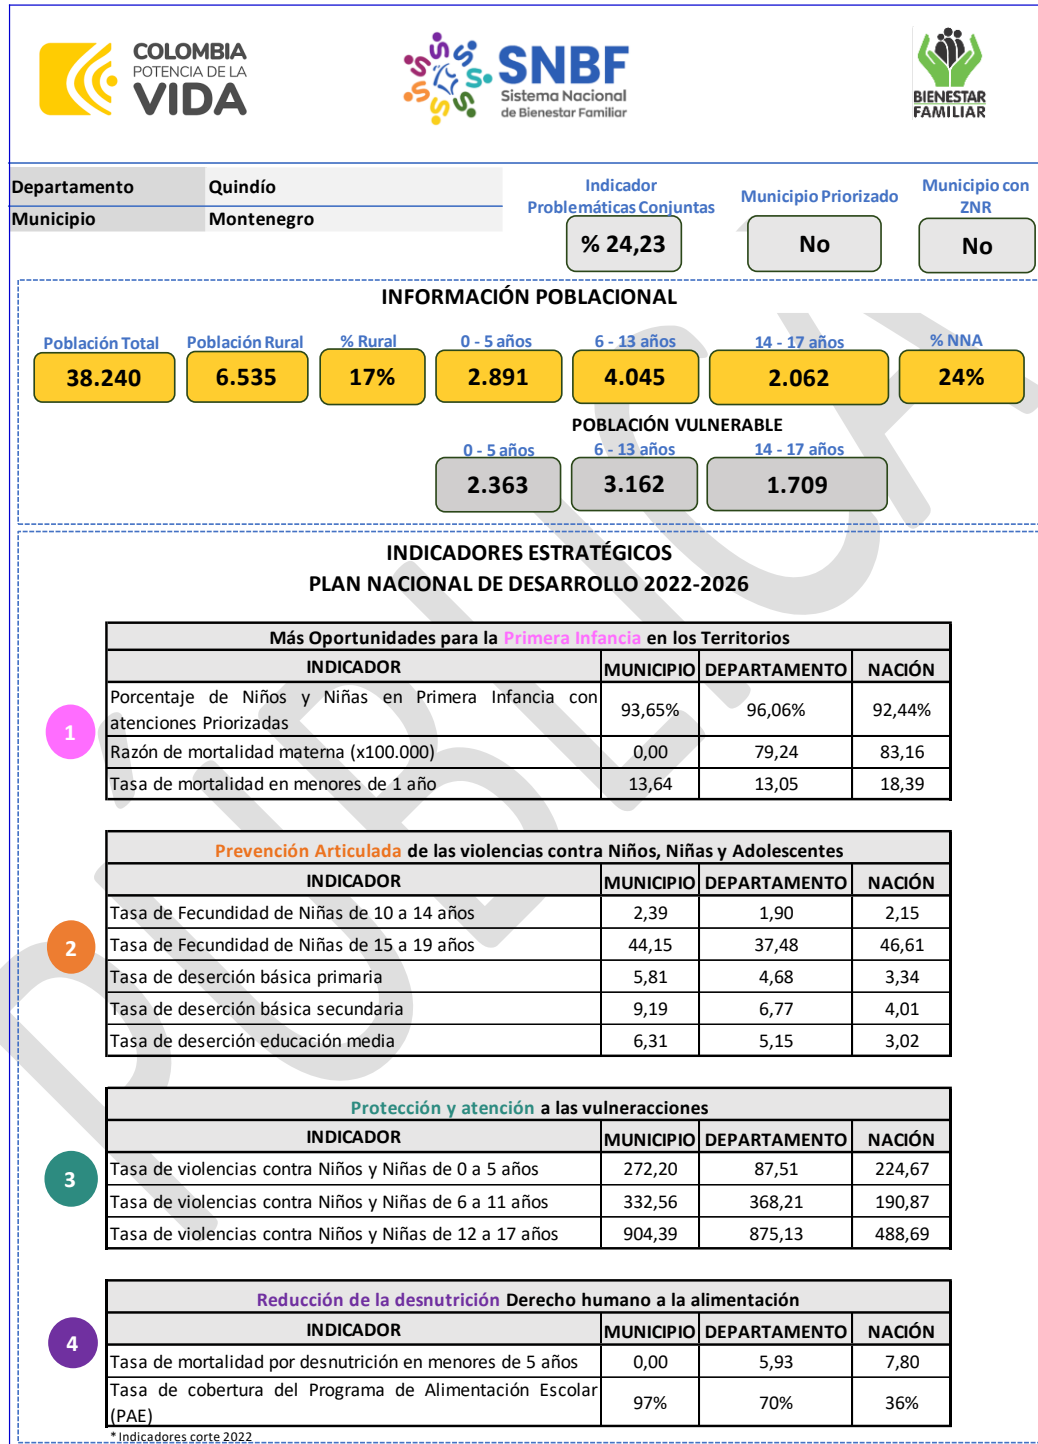 COLOMBIA
POTENCIA DE LA
VIDA
SNBF
Sistema Nacional
de Bienestar Familiar
BIENESTAR
FAMILIAR
Departamento Quindío
Municipio Montenegro
Indicador
Problemáticas Conjuntas
% 24,23
Municipio Priorizado
No
Municipio con
ZNR
No
INFORMACIÓN POBLACIONAL
Población Total Población Rural % Rural 0 - 5 años 6 - 13 años 14 - 17 años % NNA
38.240 6.535 17% 2.891 4.045 2.062 24%
POBLACIÓN VULNERABLE
0 - 5 años 6 - 13 años 14 - 17 años
2.363 3.162 1.709
INDICADORES ESTRATÉGICOS
PLAN NACIONAL DE DESARROLLO 2022-2026
1
Más Oportunidades para la Primera Infancia en los Territorios
INDICADOR MUNICIPIO DEPARTAMENTO NACIÓN
Porcentaje de Niños y Niñas en Primera Infancia con
atenciones Priorizadas 93,65% 96,06% 92,44%
Razón de mortalidad materna (x100.000) 0,00 79,24 83,16
Tasa de mortalidad en menores de 1 año 13,64 13,05 18,39
2
Prevención Articulada de las violencias contra Niños, Niñas y Adolescentes
INDICADOR MUNICIPIO DEPARTAMENTO NACIÓN
Tasa de Fecundidad de Niñas de 10 a 14 años 2,39 1,90 2,15
Tasa de Fecundidad de Niñas de 15 a 19 años 44,15 37,48 46,61
Tasa de deserción básica primaria 5,81 4,68 3,34
Tasa de deserción básica secundaria 9,19 6,77 4,01
Tasa de deserción educación media 6,31 5,15 3,02
3
Protección y atención a las vulneracciones
INDICADOR MUNICIPIO DEPARTAMENTO NACIÓN
Tasa de violencias contra Niños y Niñas de 0 a 5 años 272,20 87,51 224,67
Tasa de violencias contra Niños y Niñas de 6 a 11 años 332,56 368,21 190,87
Tasa de violencias contra Niños y Niñas de 12 a 17 años 904,39 875,13 488,69
4
Reducción de la desnutrición Derecho humano a la alimentación
INDICADOR MUNICIPIO DEPARTAMENTO NACIÓN
Tasa de mortalidad por desnutrición en menores de 5 años 0,00 5,93 7,80
Tasa de cobertura del Programa de Alimentación Escolar
(PAE) 97% 70% 36%
* Indicadores corte 2022
PÚBLICA